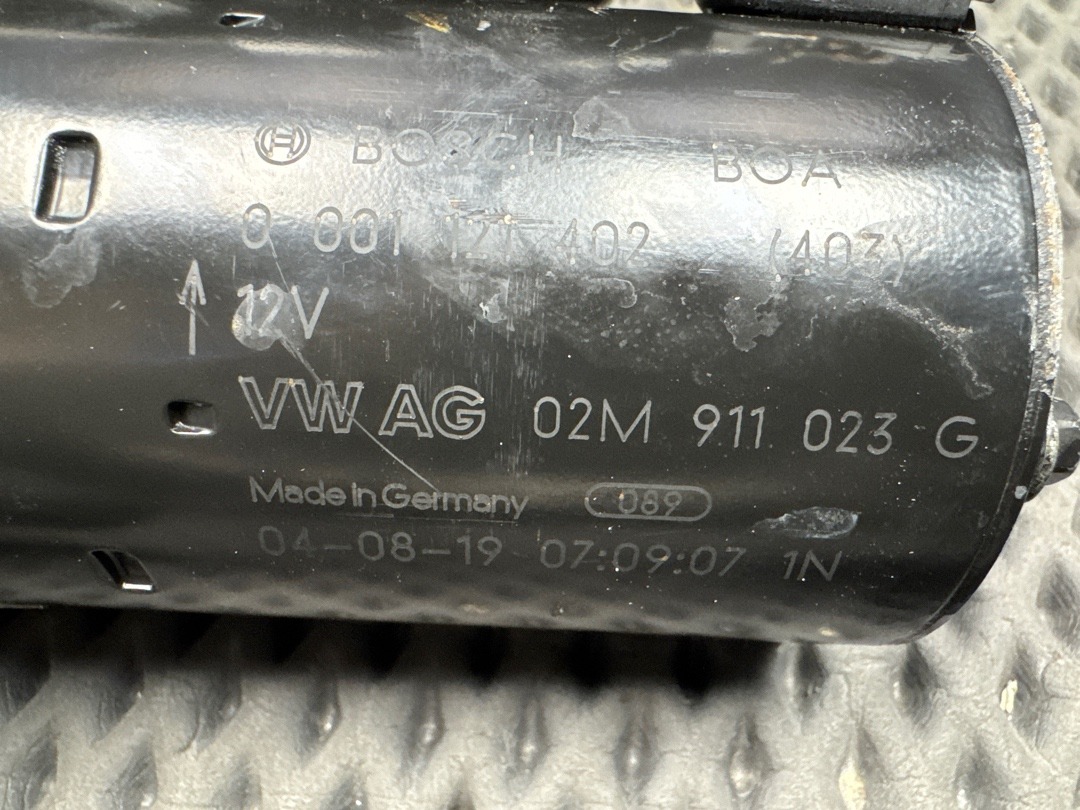 BOSCH BOA
0 001 121 402 (403)
12V
VW AG 02M 911 023 G
Made in Germany 089
04-08-19 07:09:07 1N